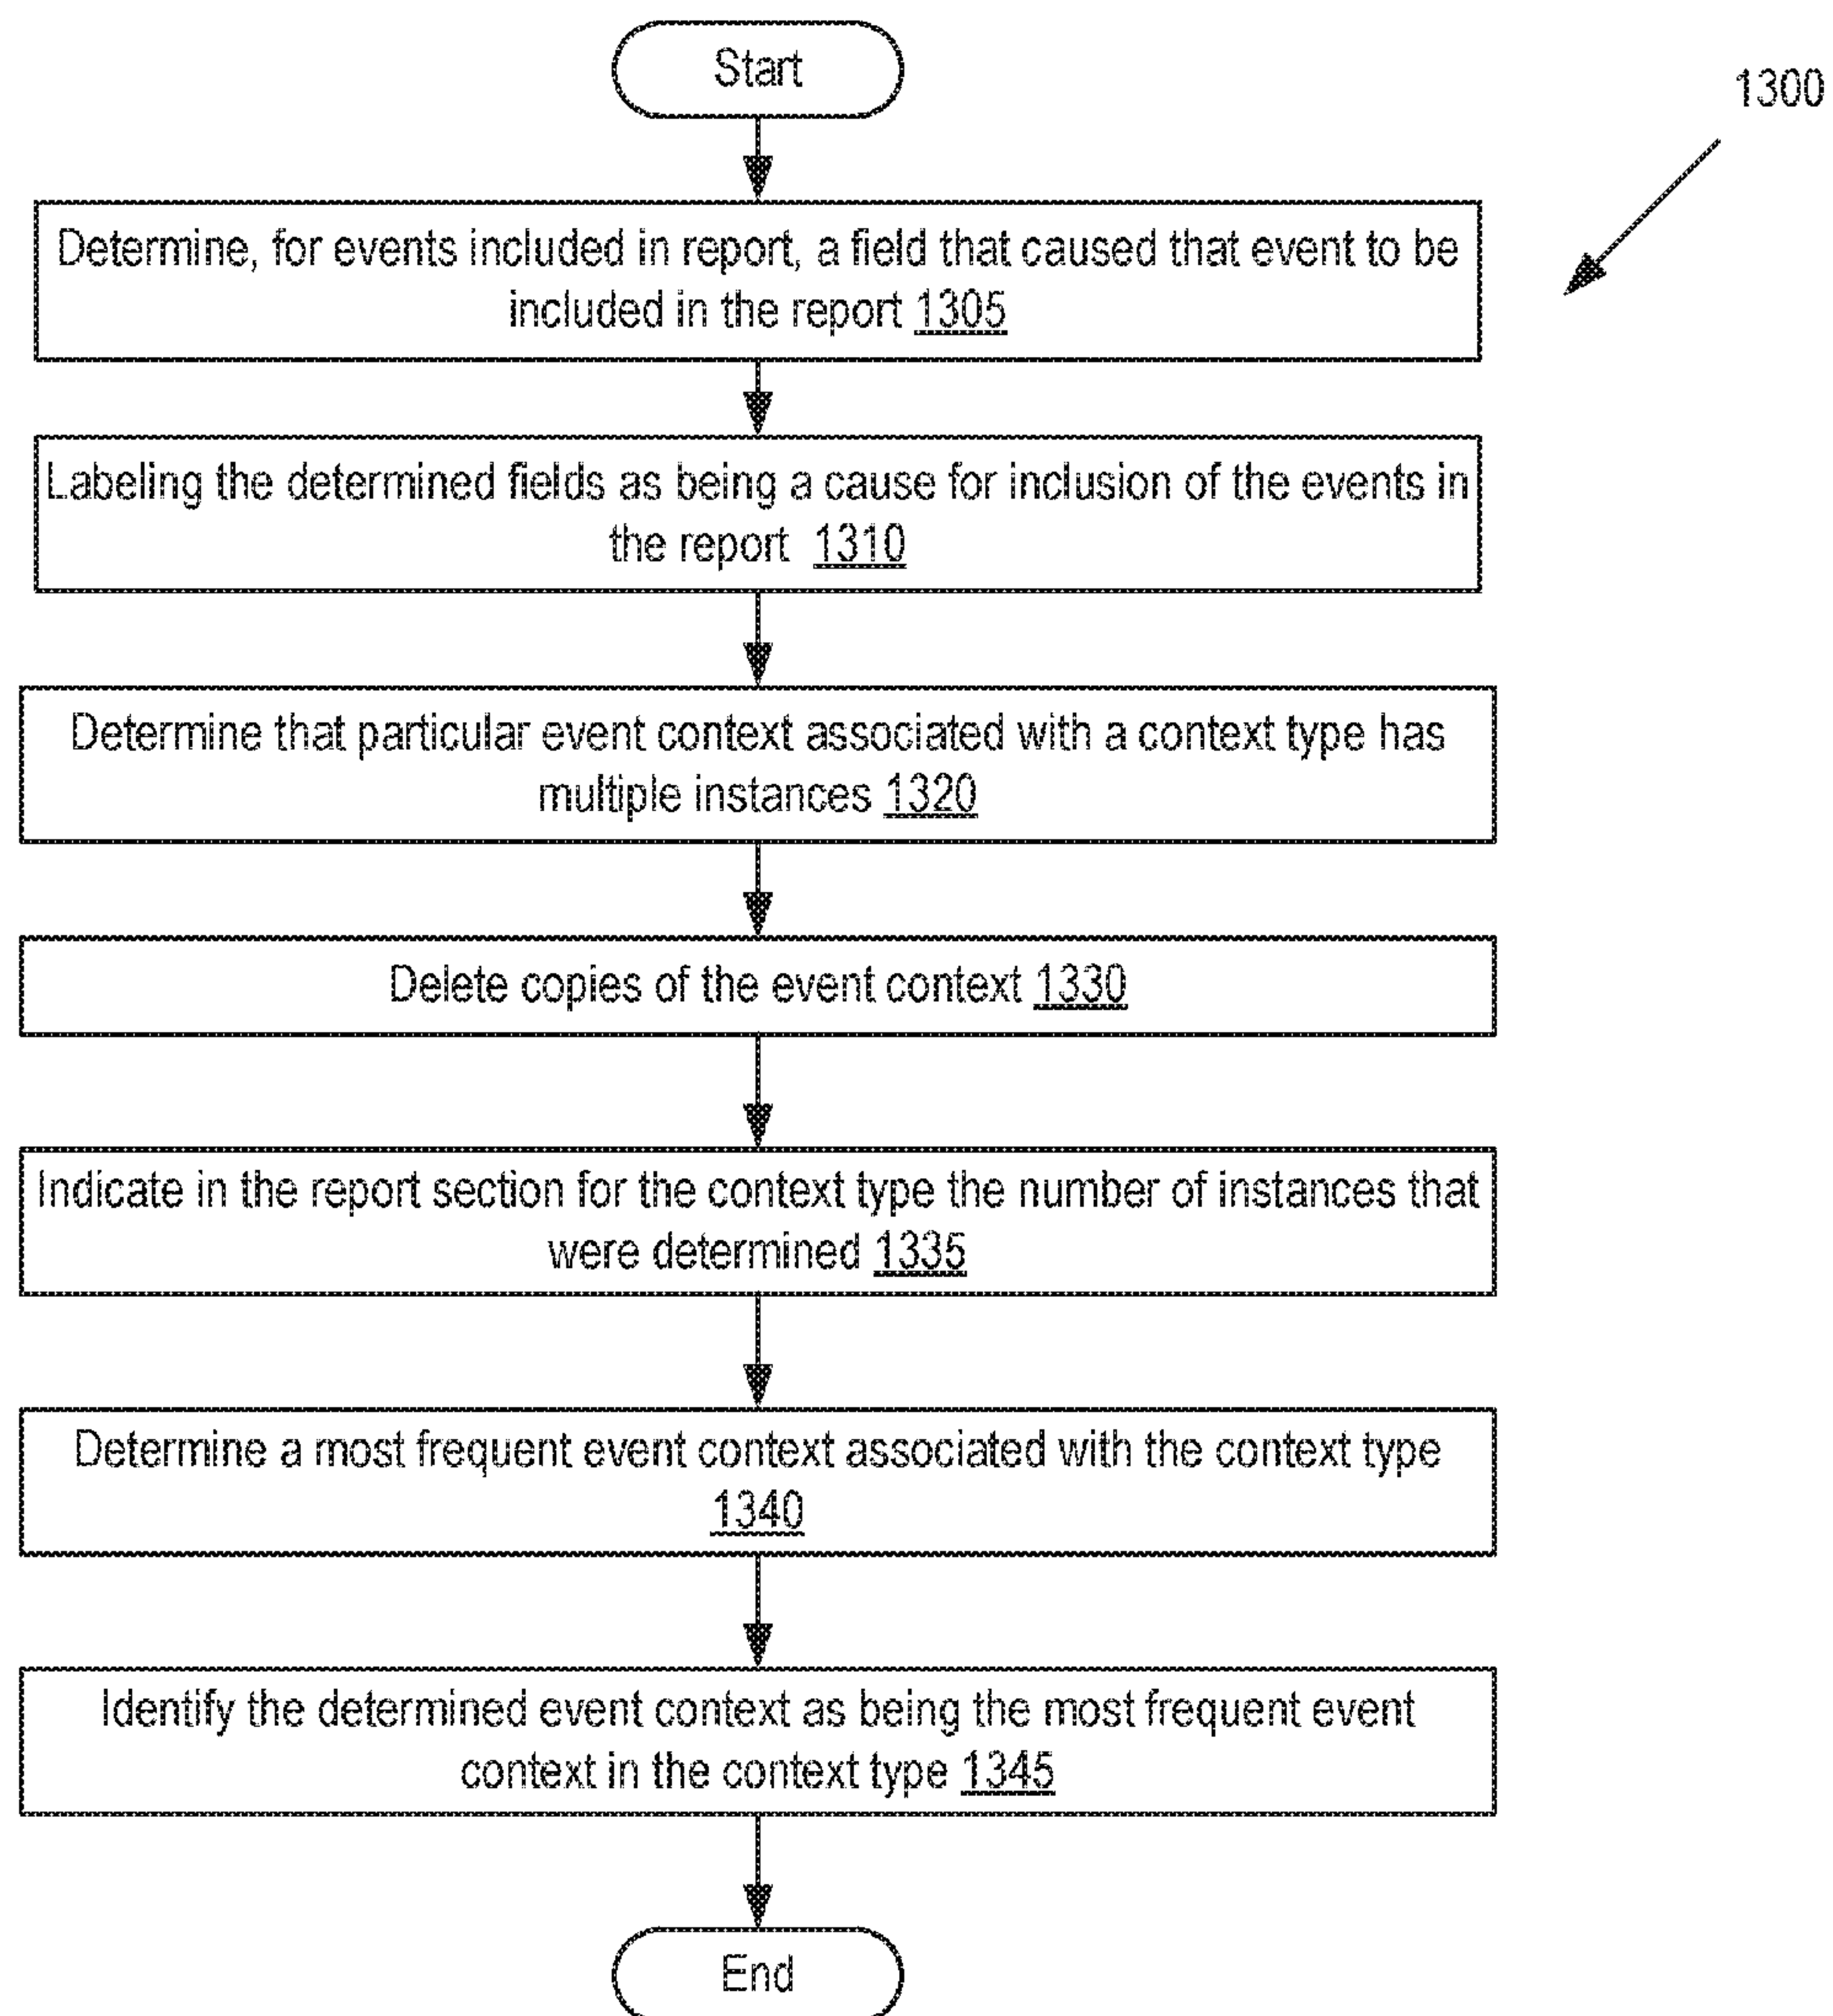 Start
1300
Determine, for events included in report, a field that caused that event to be
included in the report 1305
Labeling the determined fields as being a cause for inclusion of the events in
the report 1310
Determine that particular event context associated with a context type has
multiple instances 1320
Delete copies of the event context 1330
Indicate in the report section for the context type the number of instances that
were determined 1335
Determine a most frequent event context associated with the context type
1340
Identify the determined event context as being the most frequent event
context in the context type 1345
End